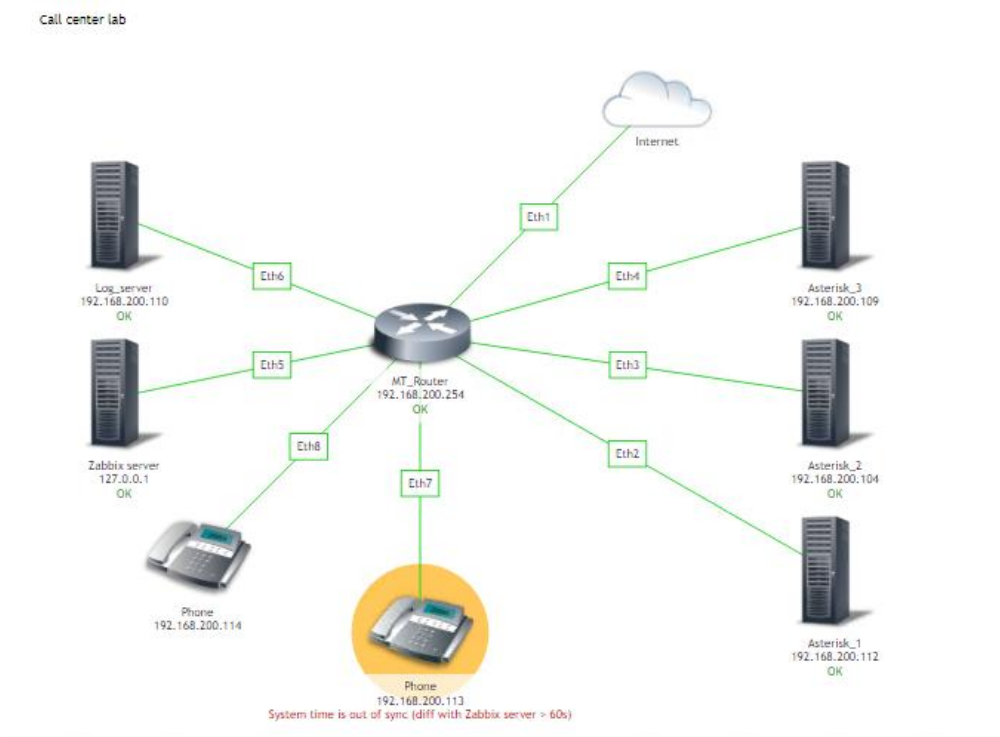 Call center lab
Internet
Eth1
Eth6
Eth4
Log_server
192.168.200.110
OK
Asterisk_3
192.168.200.109
OK
MT_Router
192.168.200.254
OK
Eth5
Eth3
Zabbix server
127.0.0.1
OK
Eth8
Eth2
Asterisk_2
192.168.200.104
OK
Eth7
Phone
192.168.200.114
Asterisk_1
192.168.200.112
OK
Phone
192.168.200.113
System time is out of sync (diff with Zabbix server > 60s)